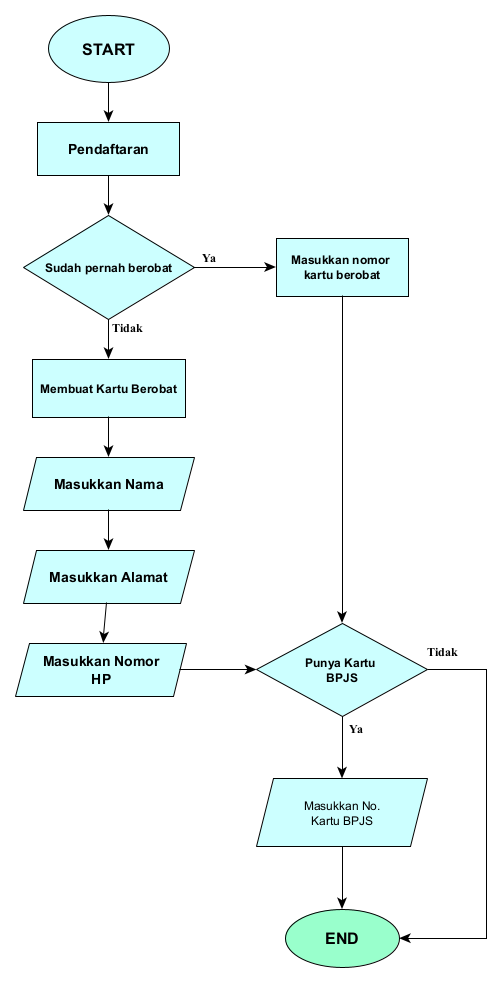 START
Pendaftaran
Sudah pernah berobat
Ya
Masukkan nomor
kartu berobat
Tidak
Membuat Kartu Berobat
Masukkan Nama
Masukkan Alamat
Masukkan Nomor
HP
Punya Kartu
BPJS
Tidak
Ya
Masukkan No.
Kartu BPJS
END